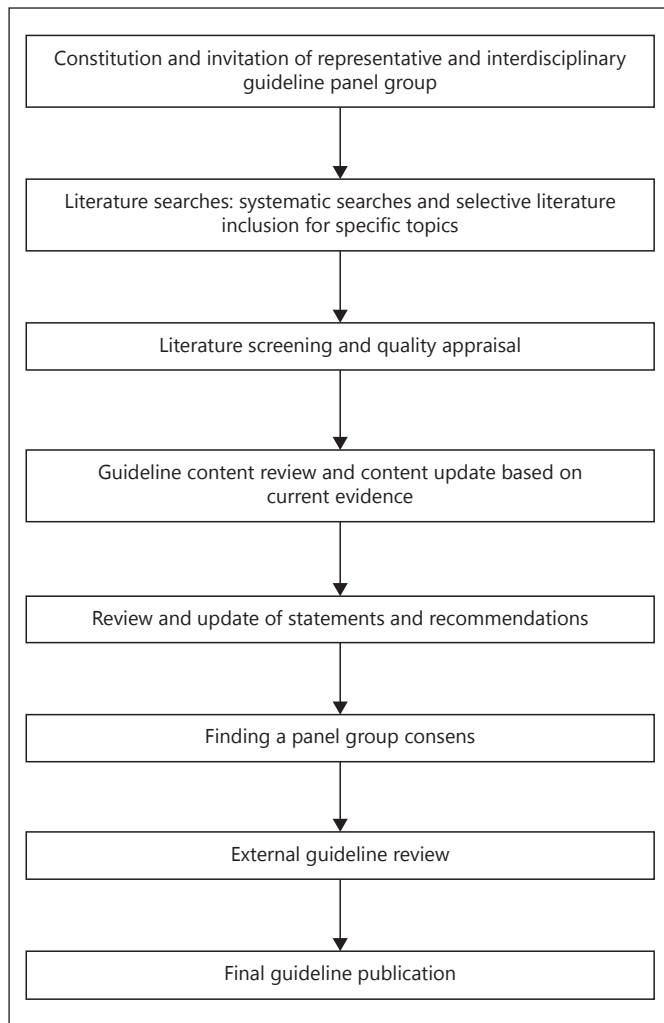 Constitution and invitation of representative and interdisciplinary
guideline panel group
Literature searches: systematic searches and selective literature
inclusion for specific topics
Literature screening and quality appraisal
Guideline content review and content update based on
current evidence
Review and update of statements and recommendations
Finding a panel group consens
External guideline review
Final guideline publication